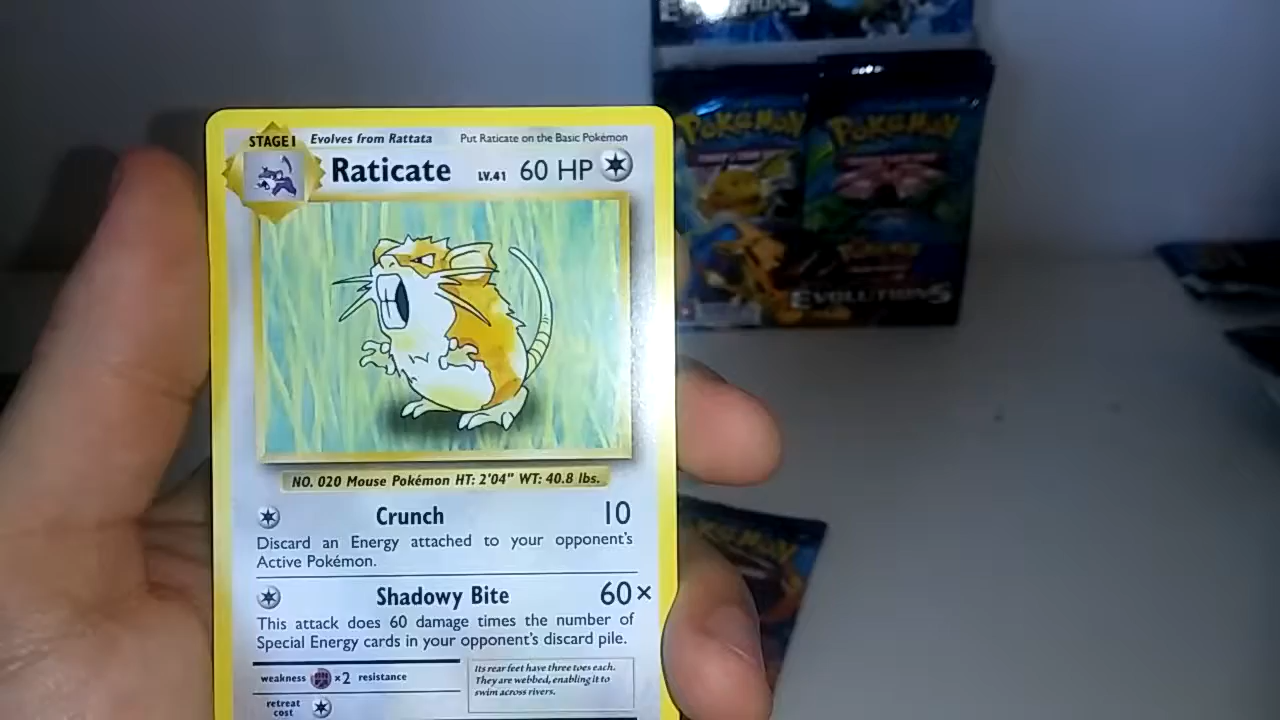 EVOLUTIONS
POKéMON
POKéMON
EVOLUTIONS
STAGE 1
Evolves from Rattata
Put Raticate on the Basic Pokémon
Raticate LV.41 60 HP
NO. 020 Mouse Pokémon HT: 2'04" WT: 40.8 lbs.
Crunch 10
Discard an Energy attached to your opponent's
Active Pokémon.
Shadowy Bite 60×
This attack does 60 damage times the number of
Special Energy cards in your opponent's discard pile.
weakness ×2 resistance
retreat
cost
Its rear feet have three toes each.
They are webbed, enabling it to
swim across rivers.
POKéMON